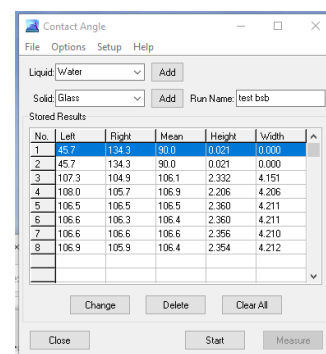 Contact Angle
File Options Setup Help
Liquid: Water Add
Solid: Glass Add Run Name: test bsb
Stored Results
No. Left Right Mean Height Width
1 45.7 134.3 90.0 0.021 0.000
2 45.7 134.3 90.0 0.021 0.000
3 107.3 104.9 106.1 2.332 4.151
4 108.0 105.7 106.9 2.206 4.206
5 106.5 106.5 106.5 2.360 4.211
6 106.6 106.3 106.4 2.360 4.211
7 106.6 106.6 106.6 2.356 4.210
8 106.9 105.9 106.4 2.354 4.212
Change Delete Clear All
Close Start Measure